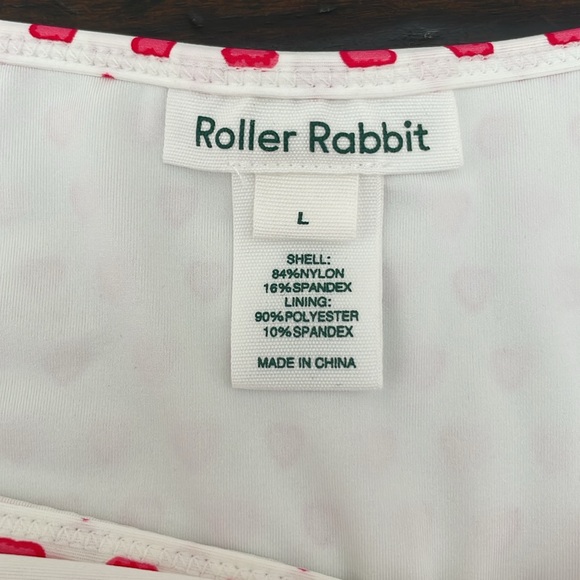 Roller Rabbit
L
SHELL:
84%NYLON
16%SPANDEX
LINING:
90%POLYESTER
10%SPANDEX
MADE IN CHINA